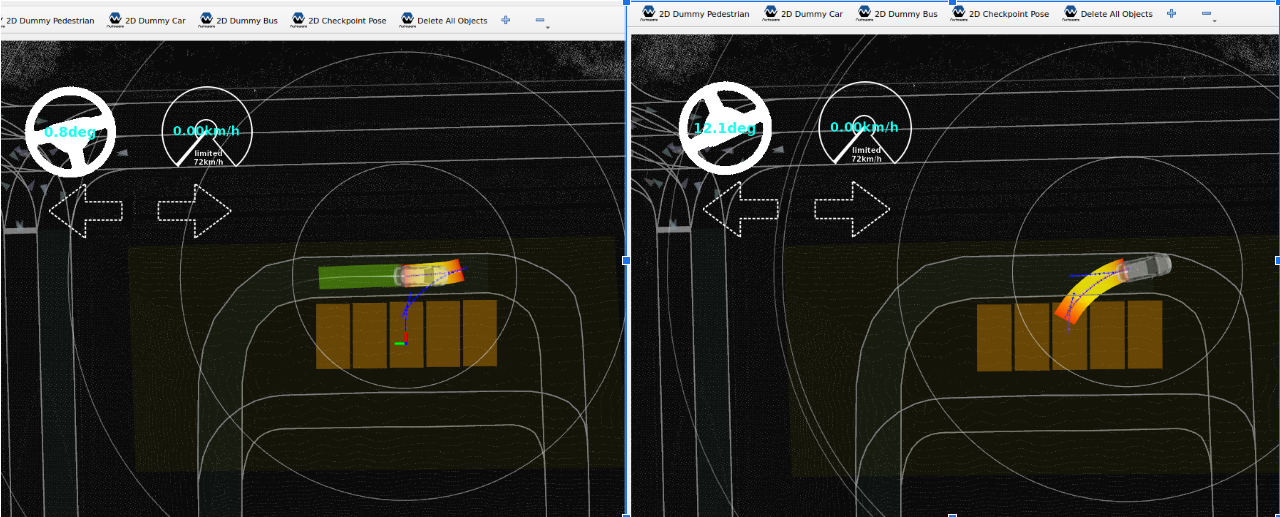 2D Dummy Pedestrian 2D Dummy Car 2D Dummy Bus 2D Checkpoint Pose Delete All Objects
0.8deg
0.00km/h
limited
72km/h
2D Dummy Pedestrian 2D Dummy Car 2D Dummy Bus 2D Checkpoint Pose Delete All Objects
12.1deg
0.00km/h
limited
72km/h